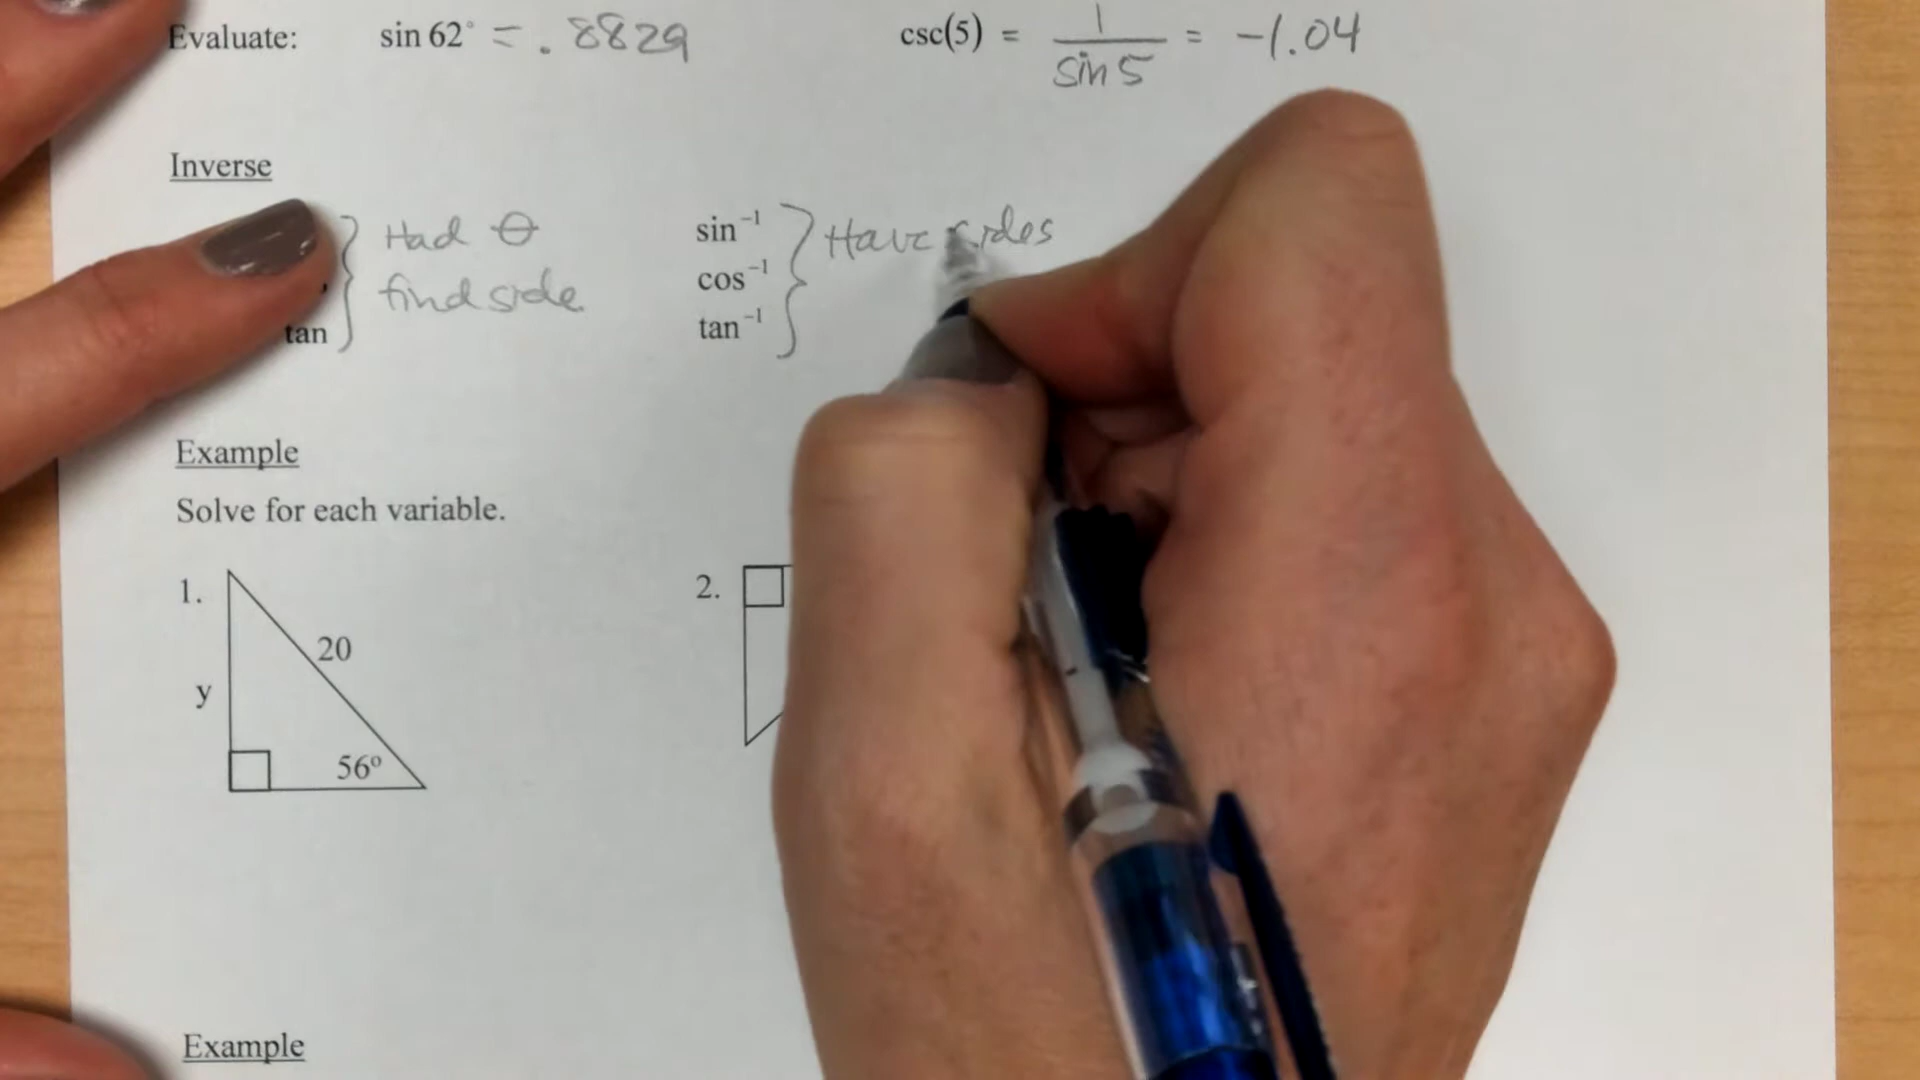 Evaluate: sin 62° = .8829 csc(5) = 1/sin 5 = -1.04
Inverse
Had θ
find side
tan
sin⁻¹
cos⁻¹
tan⁻¹
Have sides
Example
Solve for each variable.
1.
20
y
56º
2.
Example